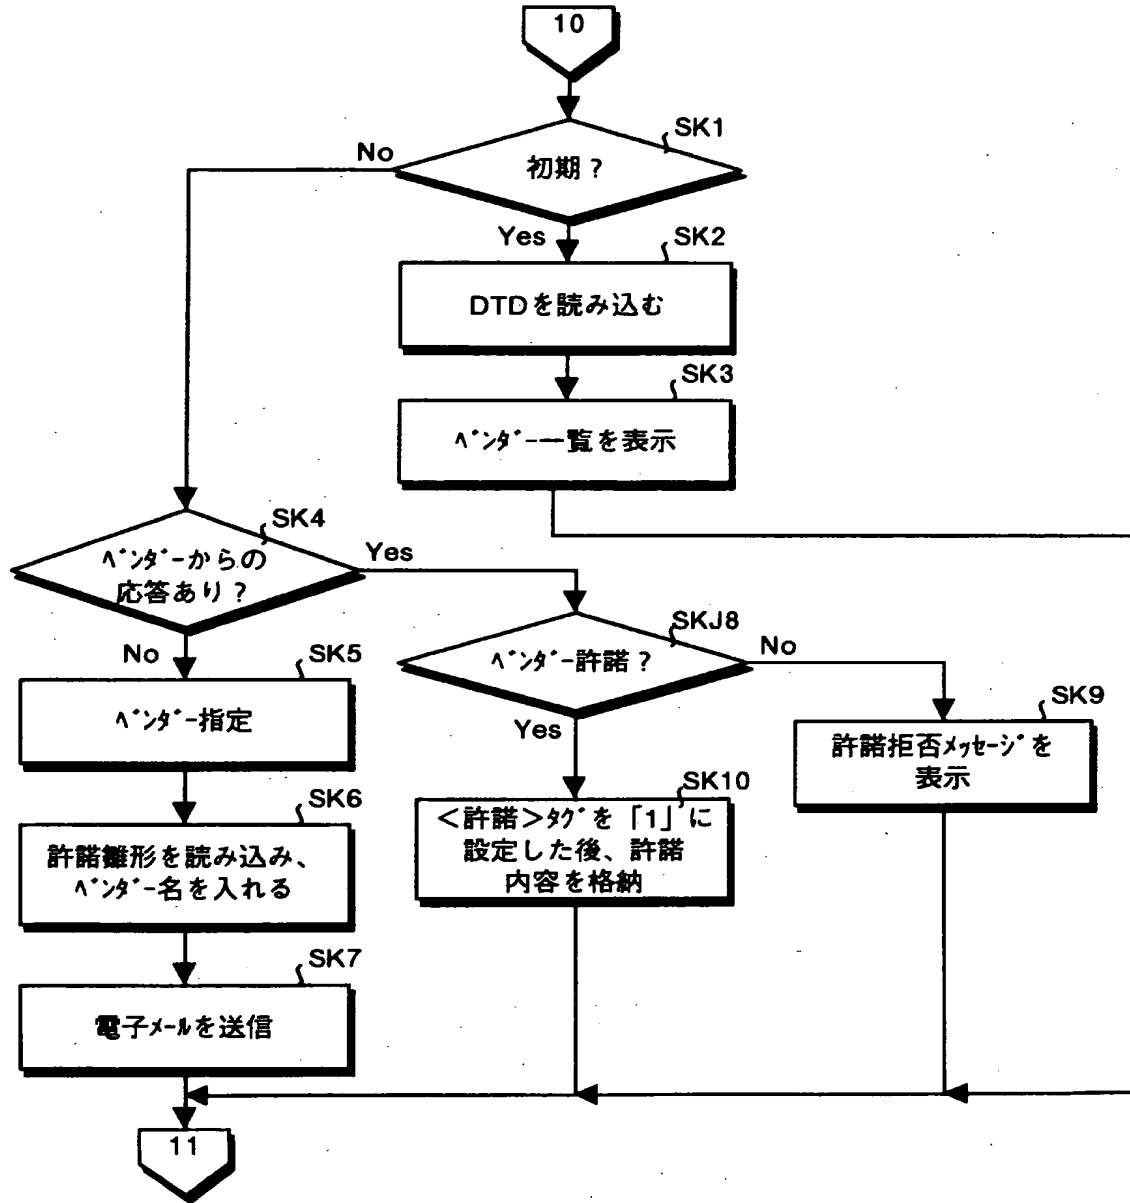 10
SK1
No
初期？
Yes
SK2
DTDを読み込む
SK3
ﾍﾞﾝﾀﾞｰ一覧を表示
SK4
ﾍﾞﾝﾀﾞｰからの
応答あり？
Yes
No
SKJ8
ﾍﾞﾝﾀﾞｰ許諾？
No
Yes
SK5
ﾍﾞﾝﾀﾞｰ指定
SK9
許諾拒否ﾒｯｾｰｼﾞを
表示
SK6
許諾雛形を読み込み、
ﾍﾞﾝﾀﾞｰ名を入れる
SK10
＜許諾＞ﾀｸﾞを「1」に
設定した後、許諾
内容を格納
SK7
電子ﾒｰﾙを送信
11